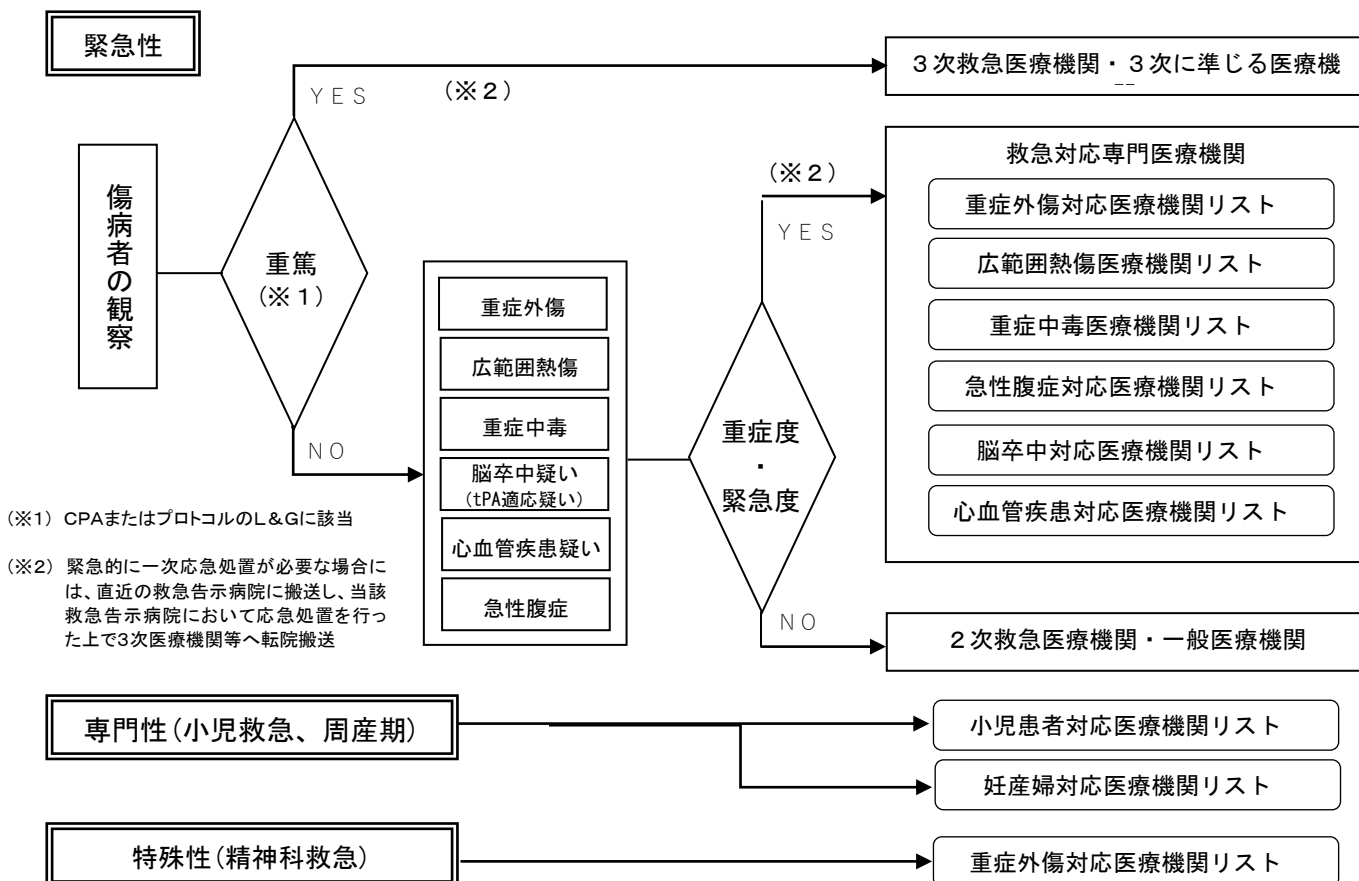 緊急性
３次救急医療機関・３次に準じる医療機
ＹＥＳ
（※２）
傷病者の観察
重篤
（※１）
ＮＯ
重症外傷
広範囲熱傷
重症中毒
脳卒中疑い
（tPA適応疑い）
心血管疾患疑い
急性腹症
重症度
・
緊急度
（※２）
ＹＥＳ
ＮＯ
救急対応専門医療機関
重症外傷対応医療機関リスト
広範囲熱傷医療機関リスト
重症中毒医療機関リスト
急性腹症対応医療機関リスト
脳卒中対応医療機関リスト
心血管疾患対応医療機関リスト
２次救急医療機関・一般医療機関
（※1） CPAまたはプロトコルのL＆Gに該当
（※2） 緊急的に一次応急処置が必要な場合に
は、直近の救急告示病院に搬送し、当該
救急告示病院において応急処置を行っ
た上で3次医療機関等へ転院搬送
専門性（小児救急、周産期）
小児患者対応医療機関リスト
妊産婦対応医療機関リスト
特殊性（精神科救急）
重症外傷対応医療機関リスト